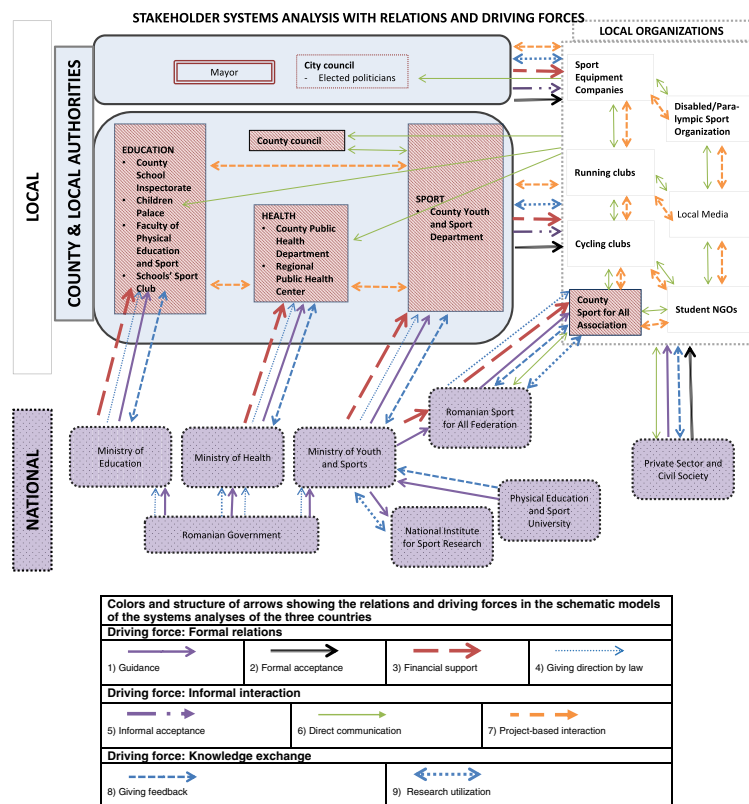 STAKEHOLDER SYSTEMS ANALYSIS WITH RELATIONS AND DRIVING FORCES
LOCAL ORGANIZATIONS
LOCAL
COUNTY & LOCAL AUTHORITIES
Mayor
City council
- Elected politicians
Sport
Equipment
Companies
Disabled/Para-
lympic Sport
Organization
County council
EDUCATION
• County
School
Inspectorate
• Children
Palace
• Faculty of
Physical
Education
and Sport
• Schools' Sport
Club
HEALTH
• County Public
Health
Department
• Regional
Public Health
Center
SPORT
• County Youth
and Sport
Department
Running clubs
Local Media
Cycling clubs
County
Sport for All
Association
Student NGOs
NATIONAL
Ministry of
Education
Ministry of Health
Ministry of Youth
and Sports
Romanian Sport
for All Federation
Private Sector and
Civil Society
Romanian Government
Physical Education
and Sport
University
National Institute
for Sport Research
Colors and structure of arrows showing the relations and driving forces in the schematic models
of the systems analyses of the three countries
Driving force: Formal relations
1) Guidance
2) Formal acceptance
3) Financial support
4) Giving direction by law
Driving force: Informal interaction
5) Informal acceptance
6) Direct communication
7) Project-based interaction
Driving force: Knowledge exchange
8) Giving feedback
9) Research utilization